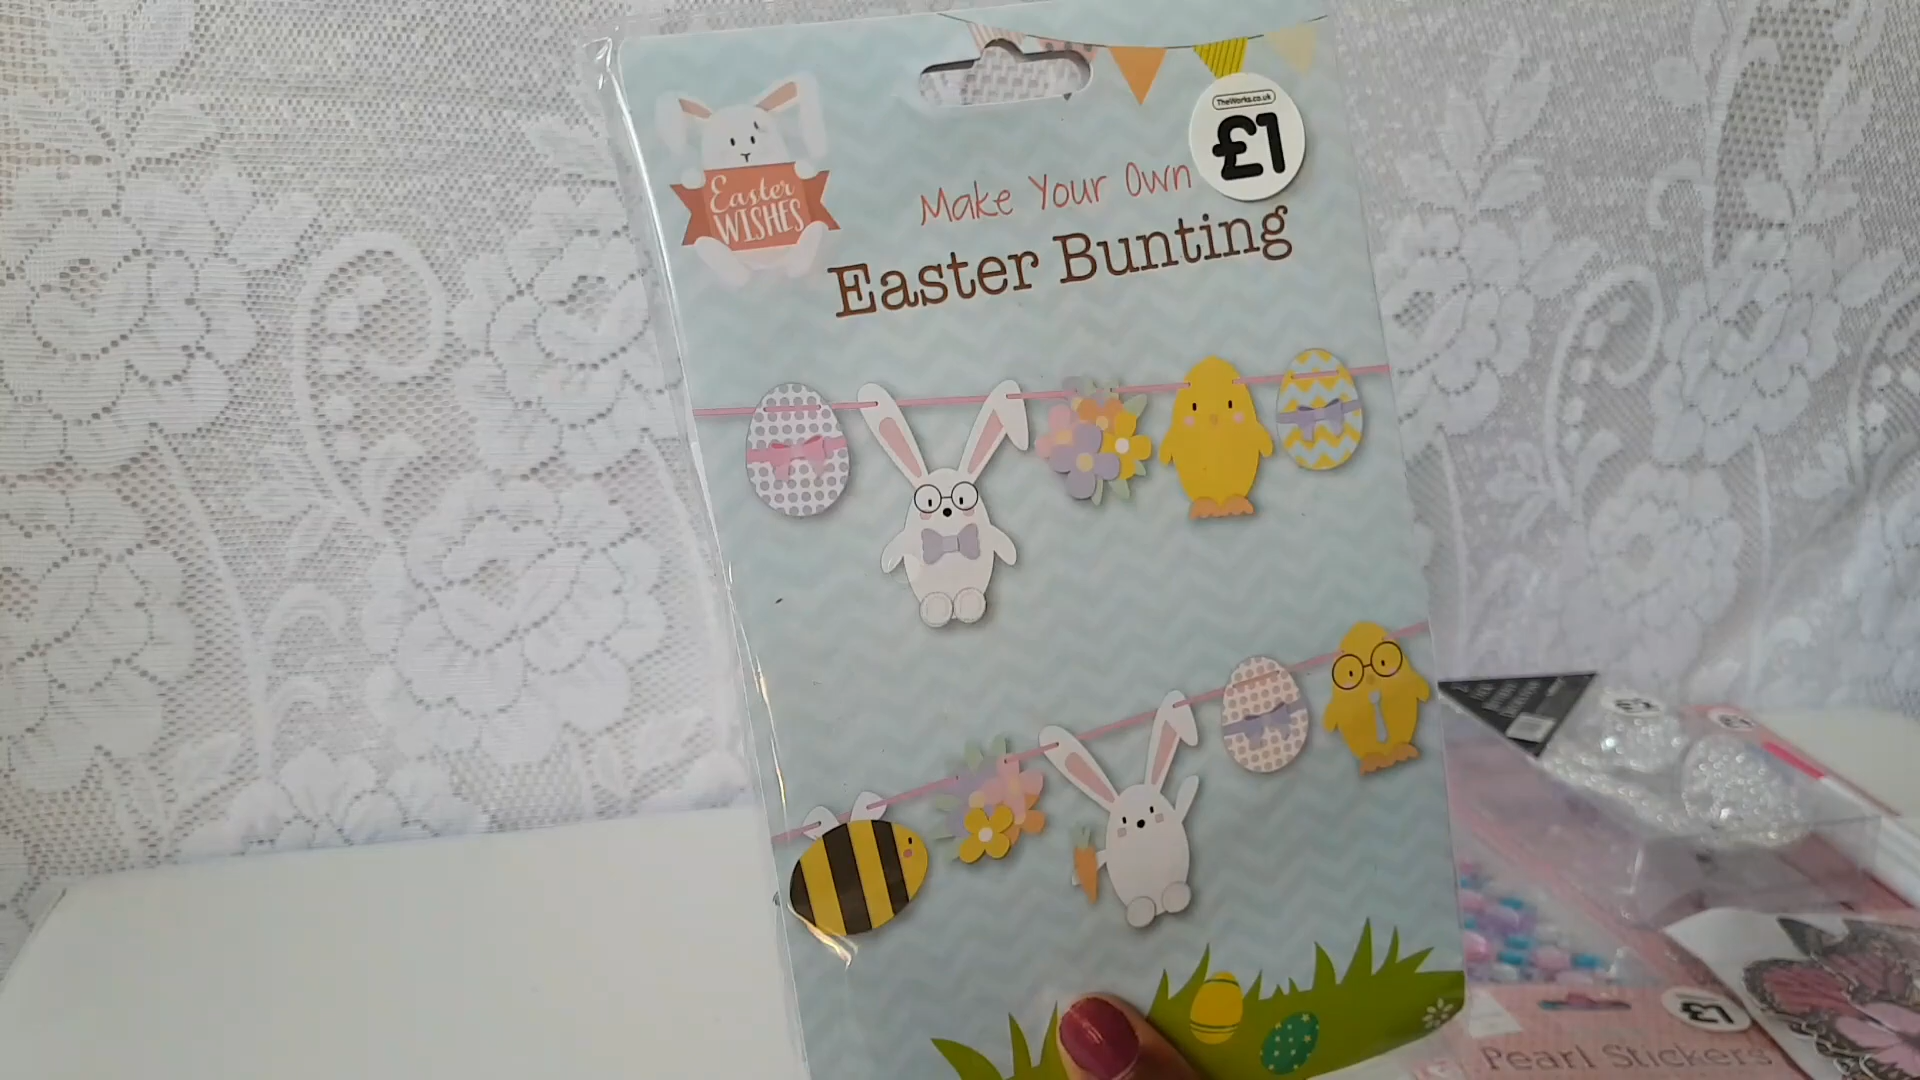 TheWorks.co.uk
£1
Easter
WISHES
Make Your Own
Easter Bunting
£1
Pearl Stickers